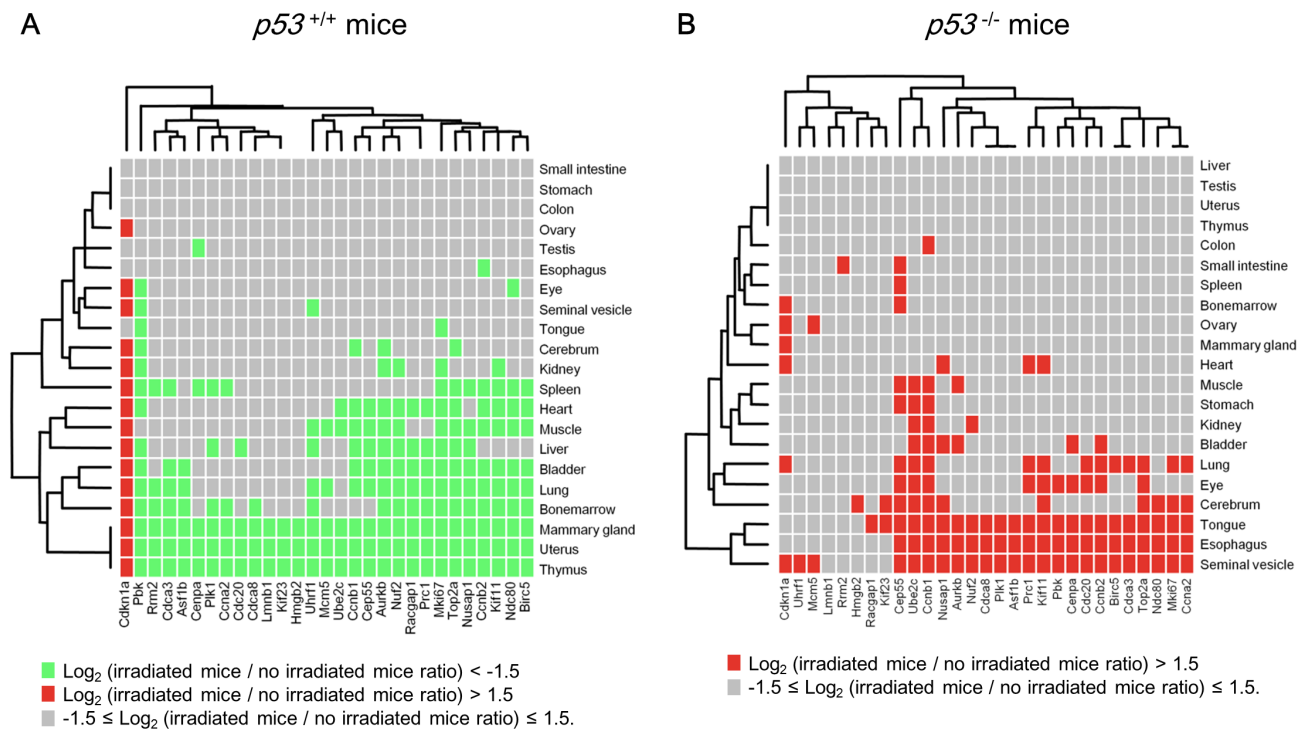 A
p53 +/+ mice
B
p53 -/- mice
Small intestine
Stomach
Colon
Ovary
Testis
Esophagus
Eye
Seminal vesicle
Tongue
Cerebrum
Kidney
Spleen
Heart
Muscle
Liver
Bladder
Lung
Bonemarrow
Mammary gland
Uterus
Thymus
Cdkn1a
Pbk
Rrm2
Cdca3
Asf1b
Cenpa
Plk1
Ccna2
Cdc20
Cdca8
Lmnb1
Kif23
Hmgb2
Uhrf1
Mcm5
Ube2c
Ccnb1
Cep55
Aurkb
Nuf2
Racgap1
Prc1
Mki67
Top2a
Nusap1
Ccnb2
Kif11
Ndc80
Birc5
Log2 (irradiated mice / no irradiated mice ratio) < -1.5
Log2 (irradiated mice / no irradiated mice ratio) > 1.5
-1.5 ≤ Log2 (irradiated mice / no irradiated mice ratio) ≤ 1.5.
Liver
Testis
Uterus
Thymus
Colon
Small intestine
Spleen
Bonemarrow
Ovary
Mammary gland
Heart
Muscle
Stomach
Kidney
Bladder
Lung
Eye
Cerebrum
Tongue
Esophagus
Seminal vesicle
Cdkn1a
Uhrf1
Mcm5
Lmnb1
Rrm2
Hmgb2
Racgap1
Kif23
Cep55
Ube2c
Ccnb1
Nusap1
Aurkb
Nuf2
Cdca8
Plk1
Asf1b
Prc1
Kif11
Pbk
Cenpa
Cdc20
Ccnb2
Birc5
Cdca3
Top2a
Ndc80
Mki67
Ccna2
Log2 (irradiated mice / no irradiated mice ratio) > 1.5
-1.5 ≤ Log2 (irradiated mice / no irradiated mice ratio) ≤ 1.5.